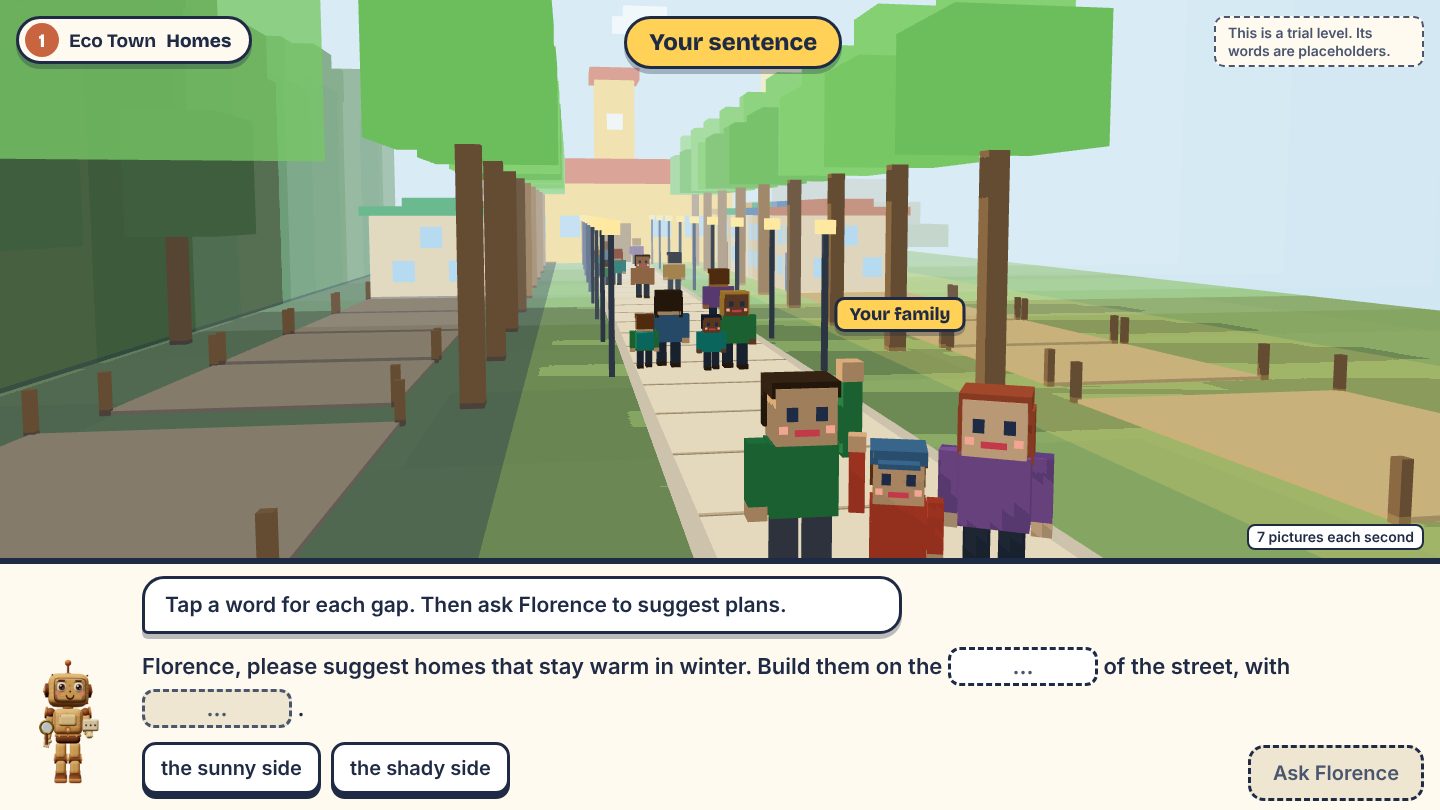 1 Eco Town Homes
Your sentence
This is a trial level. Its
words are placeholders.
Your family
7 pictures each second
Tap a word for each gap. Then ask Florence to suggest plans.
Florence, please suggest homes that stay warm in winter. Build them on the ... of the street, with
... .
the sunny side
the shady side
Ask Florence